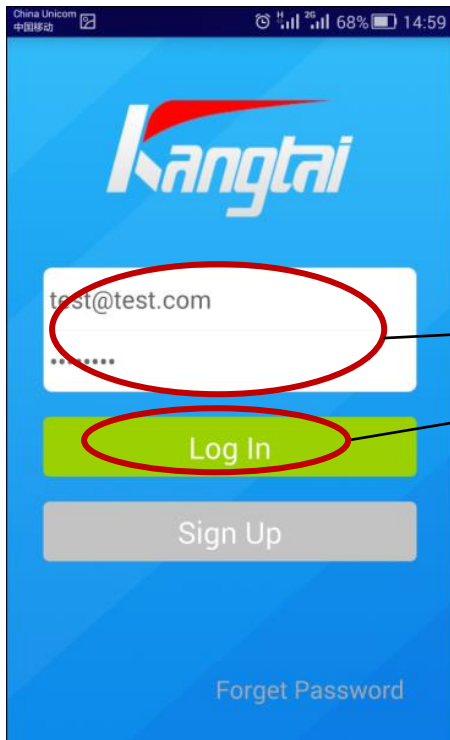 China Unicom
中国移动
H 2G 68% 14:59
Kangtai
test@test.com
••••••••
Log In
Sign Up
Forget Password